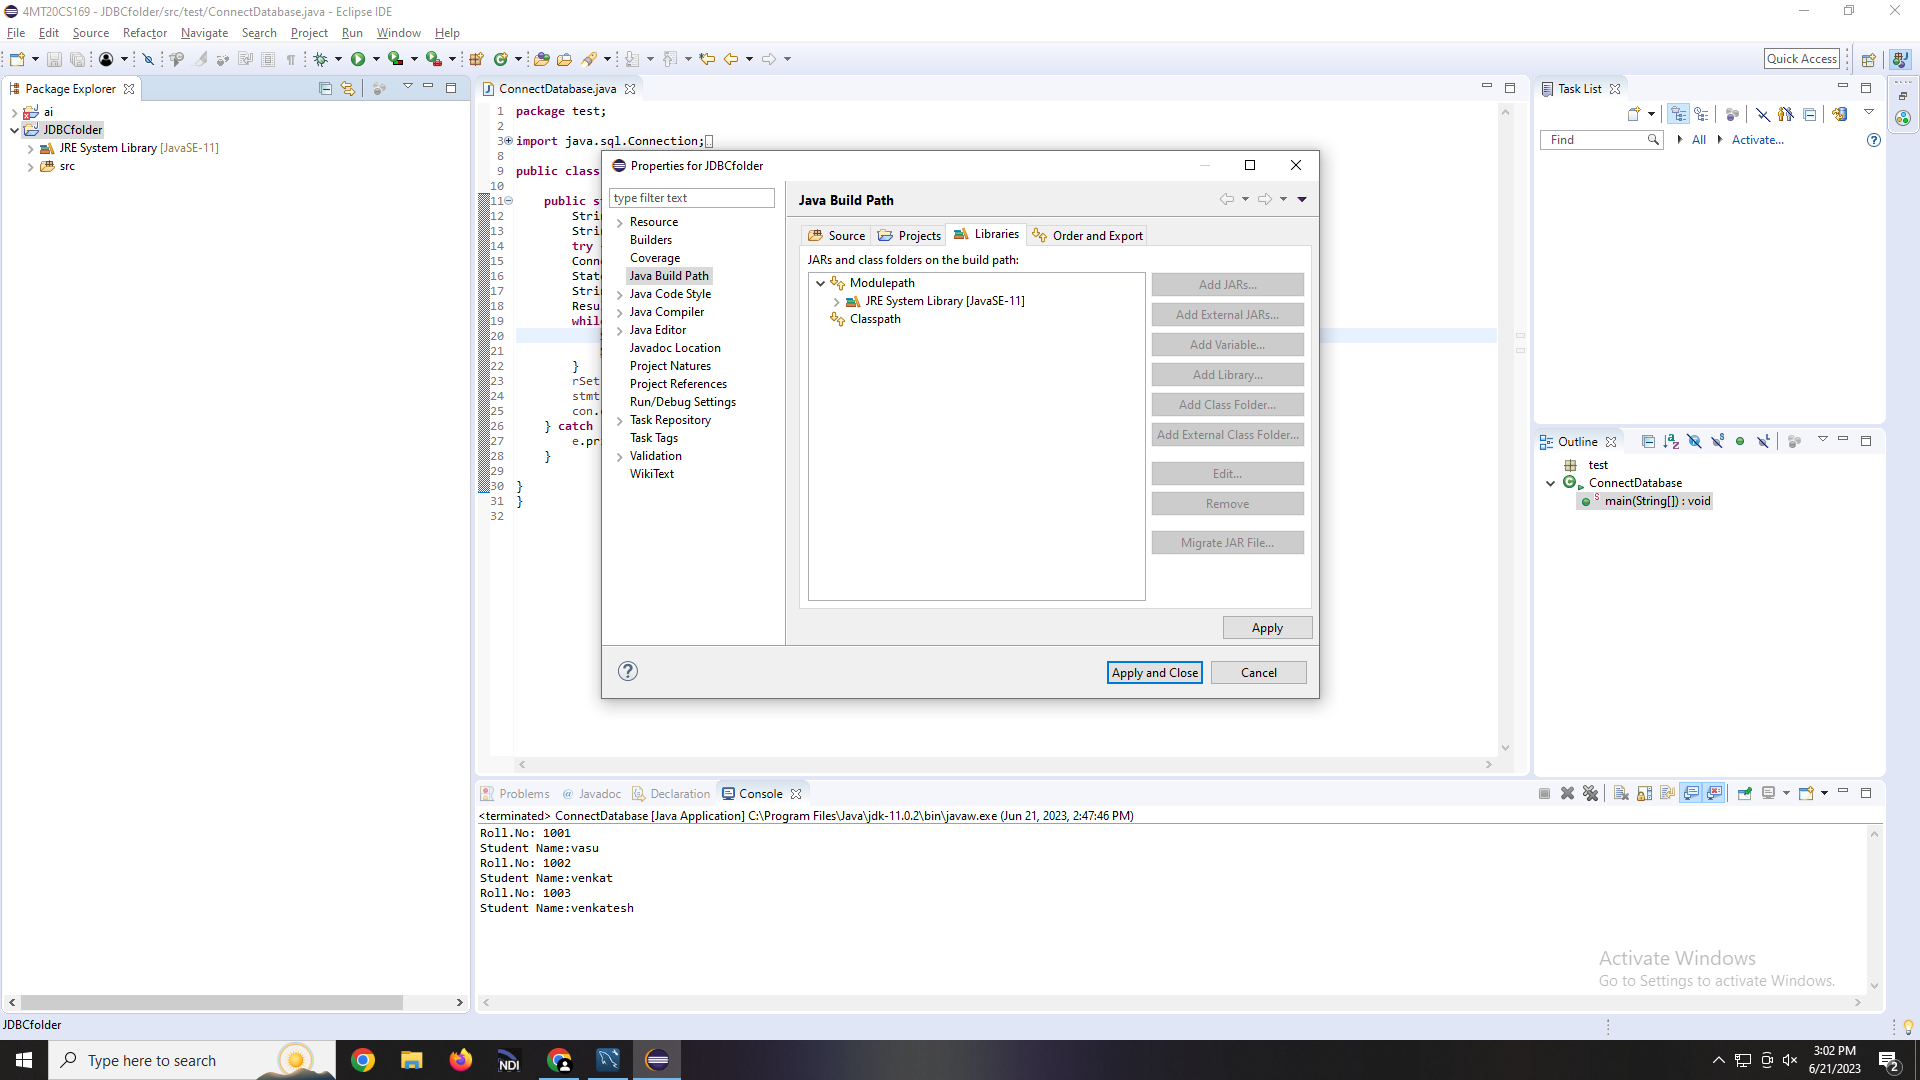 4MT20CS169 - JDBCfolder/src/test/ConnectDatabase.java - Eclipse IDE
File Edit Source Refactor Navigate Search Project Run Window Help
Quick Access
Package Explorer
ai
JDBCfolder
JRE System Library [JavaSE-11]
src
ConnectDatabase.java
1 package test;
2
3 import java.sql.Connection;
8
9 public class
10
11 public s
12 Stri
13 Stri
14 try
15 Conn
16 Stat
17 Stri
18 Resu
19 whil
20
21
22 }
23 rSet
24 stmt
25 con.
26 } catch
27 e.pr
28 }
29
30 }
31 }
32
Properties for JDBCfolder
type filter text
Resource
Builders
Coverage
Java Build Path
Java Code Style
Java Compiler
Java Editor
Javadoc Location
Project Natures
Project References
Run/Debug Settings
Task Repository
Task Tags
Validation
WikiText
Java Build Path
Source Projects Libraries Order and Export
JARs and class folders on the build path:
Modulepath
JRE System Library [JavaSE-11]
Classpath
Add JARs...
Add External JARs...
Add Variable...
Add Library...
Add Class Folder...
Add External Class Folder...
Edit...
Remove
Migrate JAR File...
Apply
Apply and Close Cancel
Task List
Find All Activate...
Outline
test
ConnectDatabase
main(String[]) : void
Problems @ Javadoc Declaration Console
<terminated> ConnectDatabase [Java Application] C:\Program Files\Java\jdk-11.0.2\bin\javaw.exe (Jun 21, 2023, 2:47:46 PM)
Roll.No: 1001
Student Name:vasu
Roll.No: 1002
Student Name:venkat
Roll.No: 1003
Student Name:venkatesh
Activate Windows
Go to Settings to activate Windows.
JDBCfolder
Type here to search
NDI
3:02 PM
6/21/2023
2